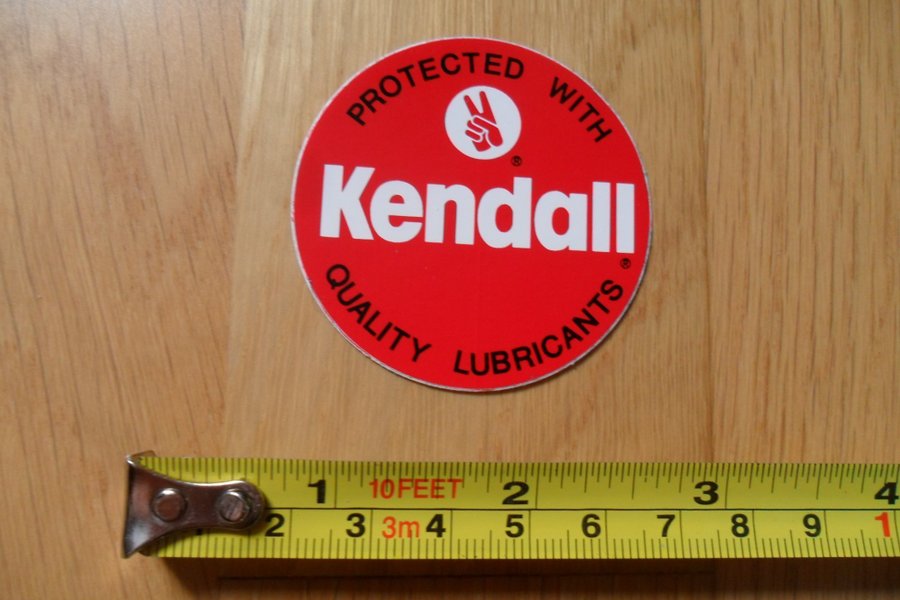 PROTECTED WITH
®
Kendall
®
QUALITY LUBRICANTS
1 10FEET 2 3 4
2 3 3m 4 5 6 7 8 9 1